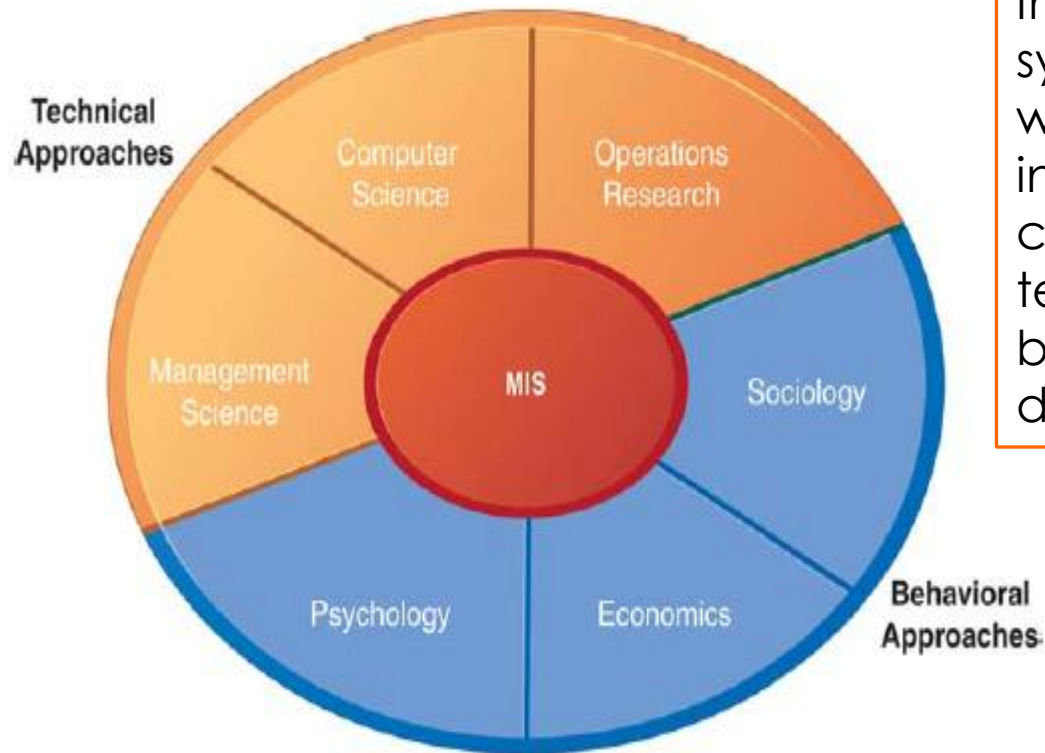 Technical
Approaches
Computer
Science
Operations
Research
Management
Science
MIS
Sociology
Psychology
Economics
Behavioral
Approaches